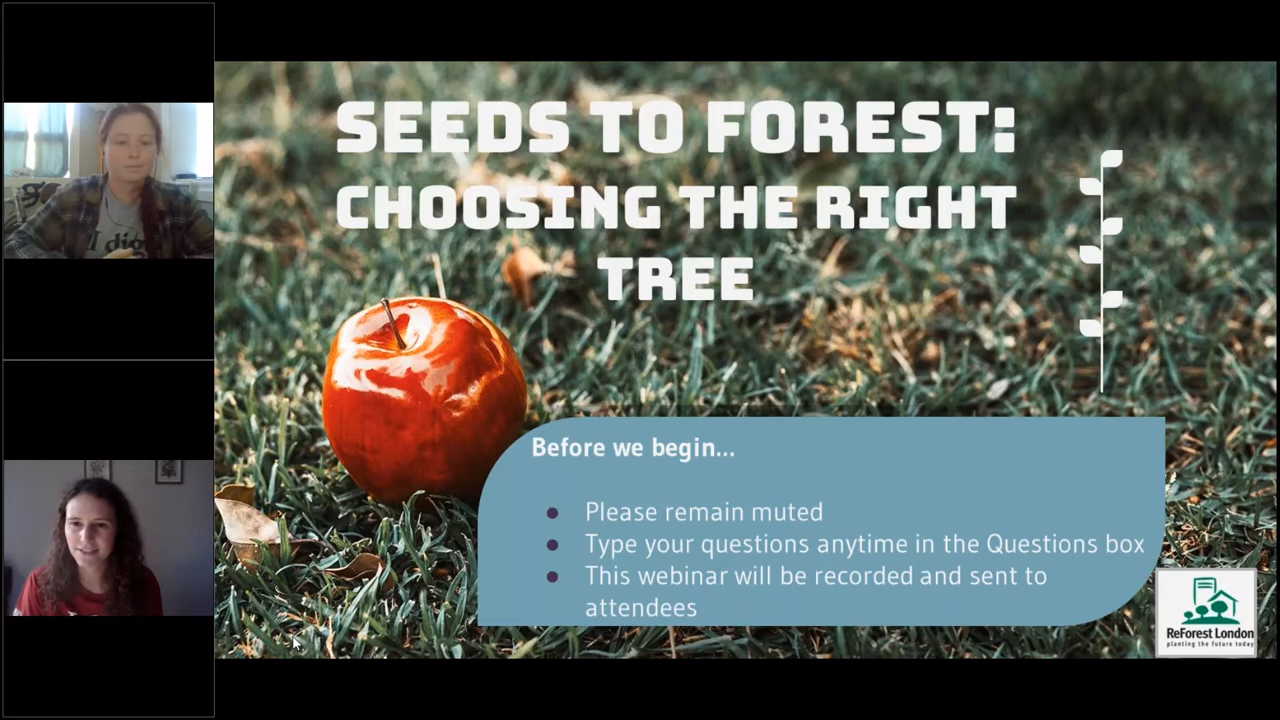 SEEDS TO FOREST:
CHOOSING THE RIGHT
TREE
I dig
Before we begin...
● Please remain muted
● Type your questions anytime in the Questions box
● This webinar will be recorded and sent to
attendees
ReForest London
planting the future today